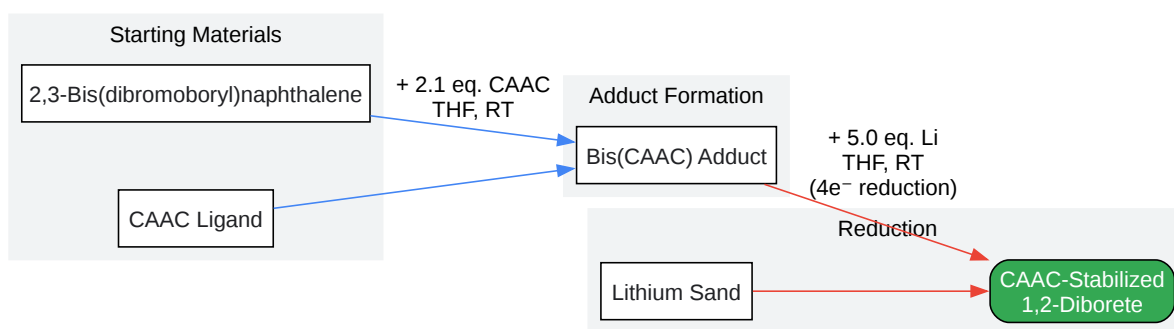 Starting Materials
2,3-Bis(dibromoboryl)naphthalene
CAAC Ligand
+ 2.1 eq. CAAC
THF, RT
Adduct Formation
Bis(CAAC) Adduct
+ 5.0 eq. Li
THF, RT
(4e⁻ reduction)
Reduction
Lithium Sand
CAAC-Stabilized
1,2-Diborete